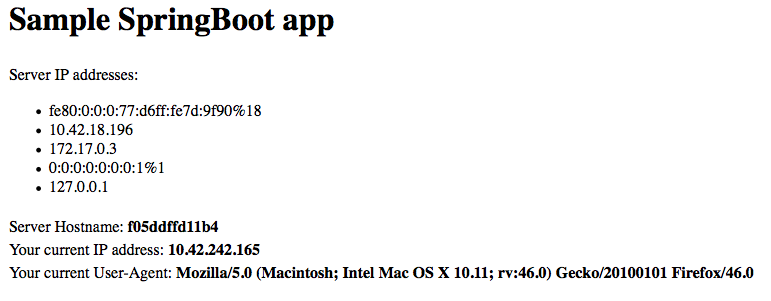 Sample SpringBoot app
Server IP addresses:
• fe80:0:0:0:77:d6ff:fe7d:9f90%18
• 10.42.18.196
• 172.17.0.3
• 0:0:0:0:0:0:0:1%1
• 127.0.0.1
Server Hostname: f05ddffd11b4
Your current IP address: 10.42.242.165
Your current User-Agent: Mozilla/5.0 (Macintosh; Intel Mac OS X 10.11; rv:46.0) Gecko/20100101 Firefox/46.0